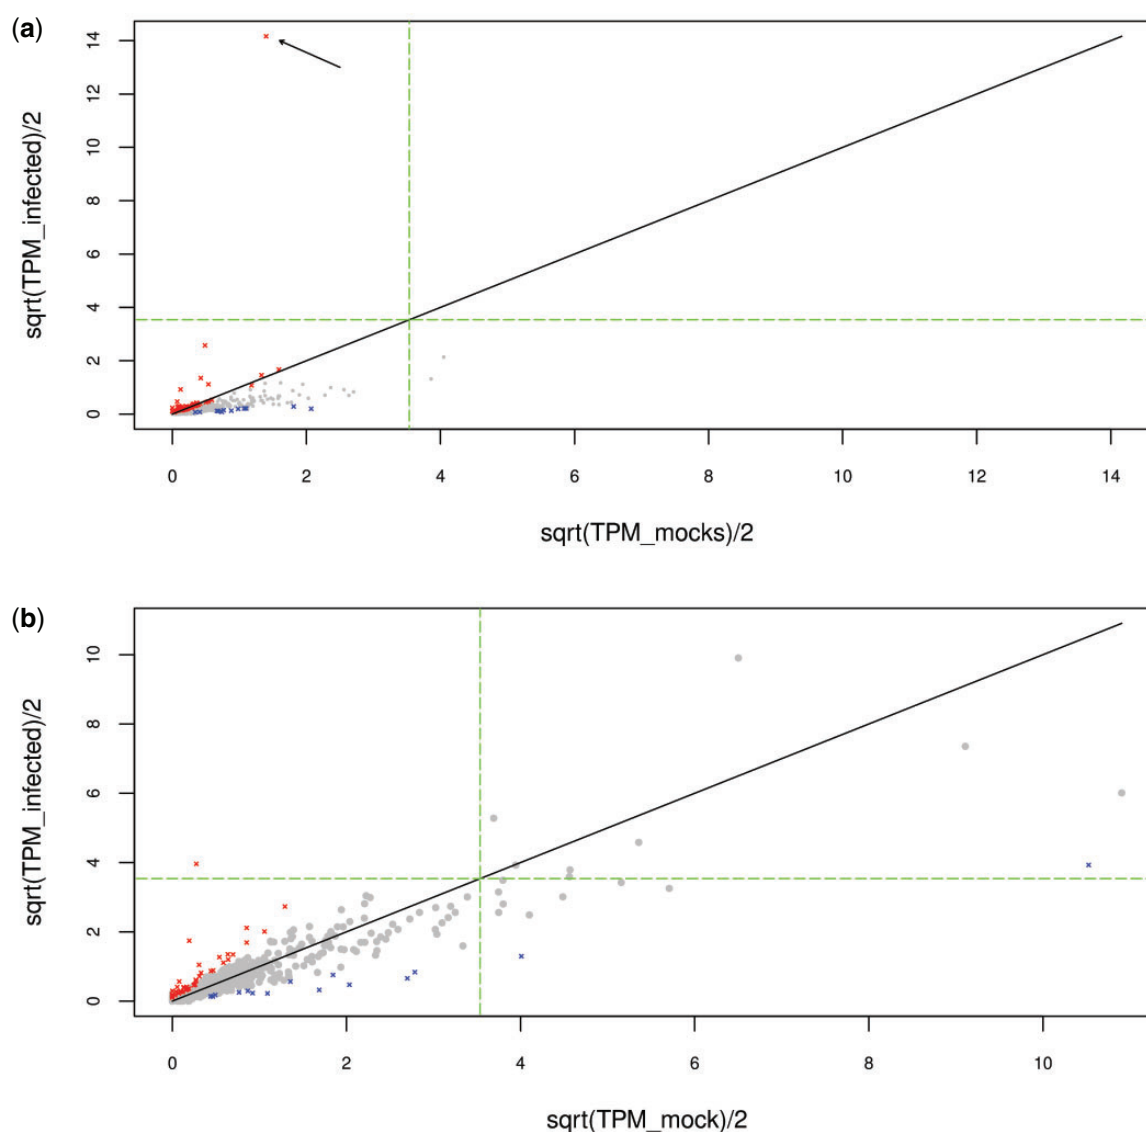 (a)
sqrt(TPM_infected)/2
14
12
10
8
6
4
2
0
0 2 4 6 8 10 12 14
sqrt(TPM_mocks)/2
(b)
sqrt(TPM_infected)/2
10
8
6
4
2
0
0 2 4 6 8 10
sqrt(TPM_mock)/2